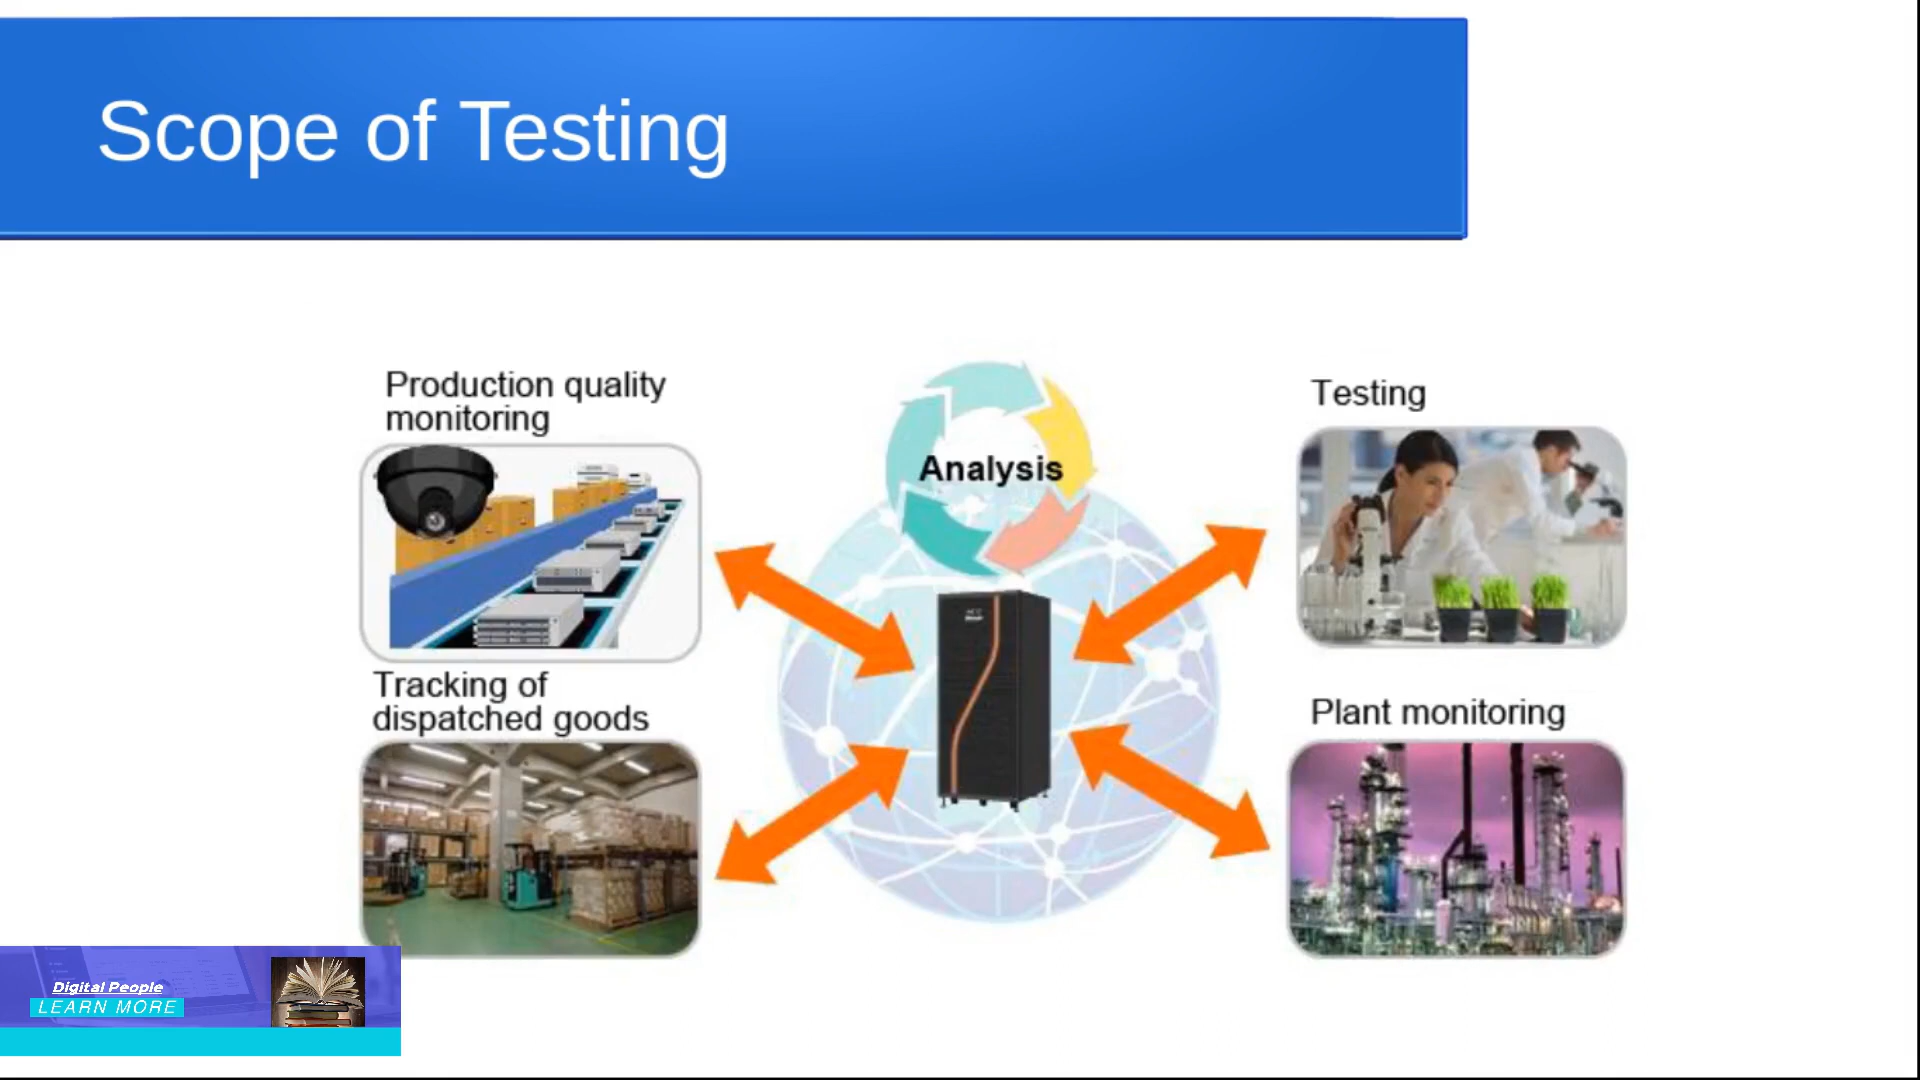 Scope of Testing
Production quality
monitoring
Analysis
Testing
Tracking of
dispatched goods
Plant monitoring
Digital People
LEARN MORE